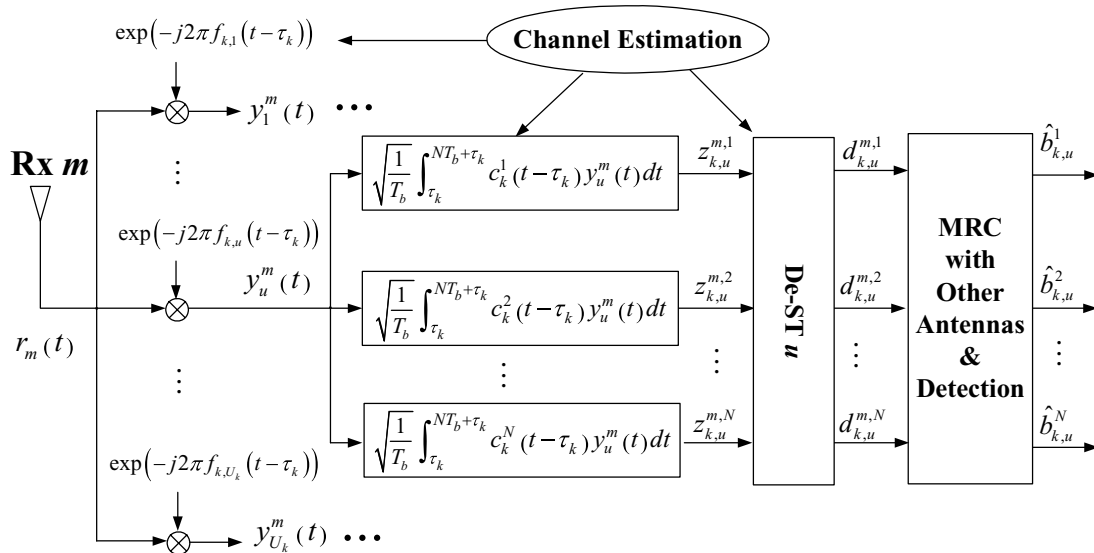 exp(−j2πf_{k,1}(t−τ_k))
Channel Estimation
y_1^m(t) •••
Rx m
√(1/T_b) ∫_{τ_k}^{NT_b+τ_k} c_k^1(t−τ_k) y_u^m(t)dt
z_{k,u}^{m,1}
d_{k,u}^{m,1}
b̂_{k,u}^1
⋮
exp(−j2πf_{k,u}(t−τ_k))
y_u^m(t)
√(1/T_b) ∫_{τ_k}^{NT_b+τ_k} c_k^2(t−τ_k) y_u^m(t)dt
z_{k,u}^{m,2}
De-ST u
d_{k,u}^{m,2}
MRC
with
Other
Antennas
&
Detection
b̂_{k,u}^2
r_m(t)
⋮ ⋮ ⋮ ⋮ ⋮
√(1/T_b) ∫_{τ_k}^{NT_b+τ_k} c_k^N(t−τ_k) y_u^m(t)dt
z_{k,u}^{m,N}
d_{k,u}^{m,N}
b̂_{k,u}^N
exp(−j2πf_{k,U_k}(t−τ_k))
y_{U_k}^m(t) •••